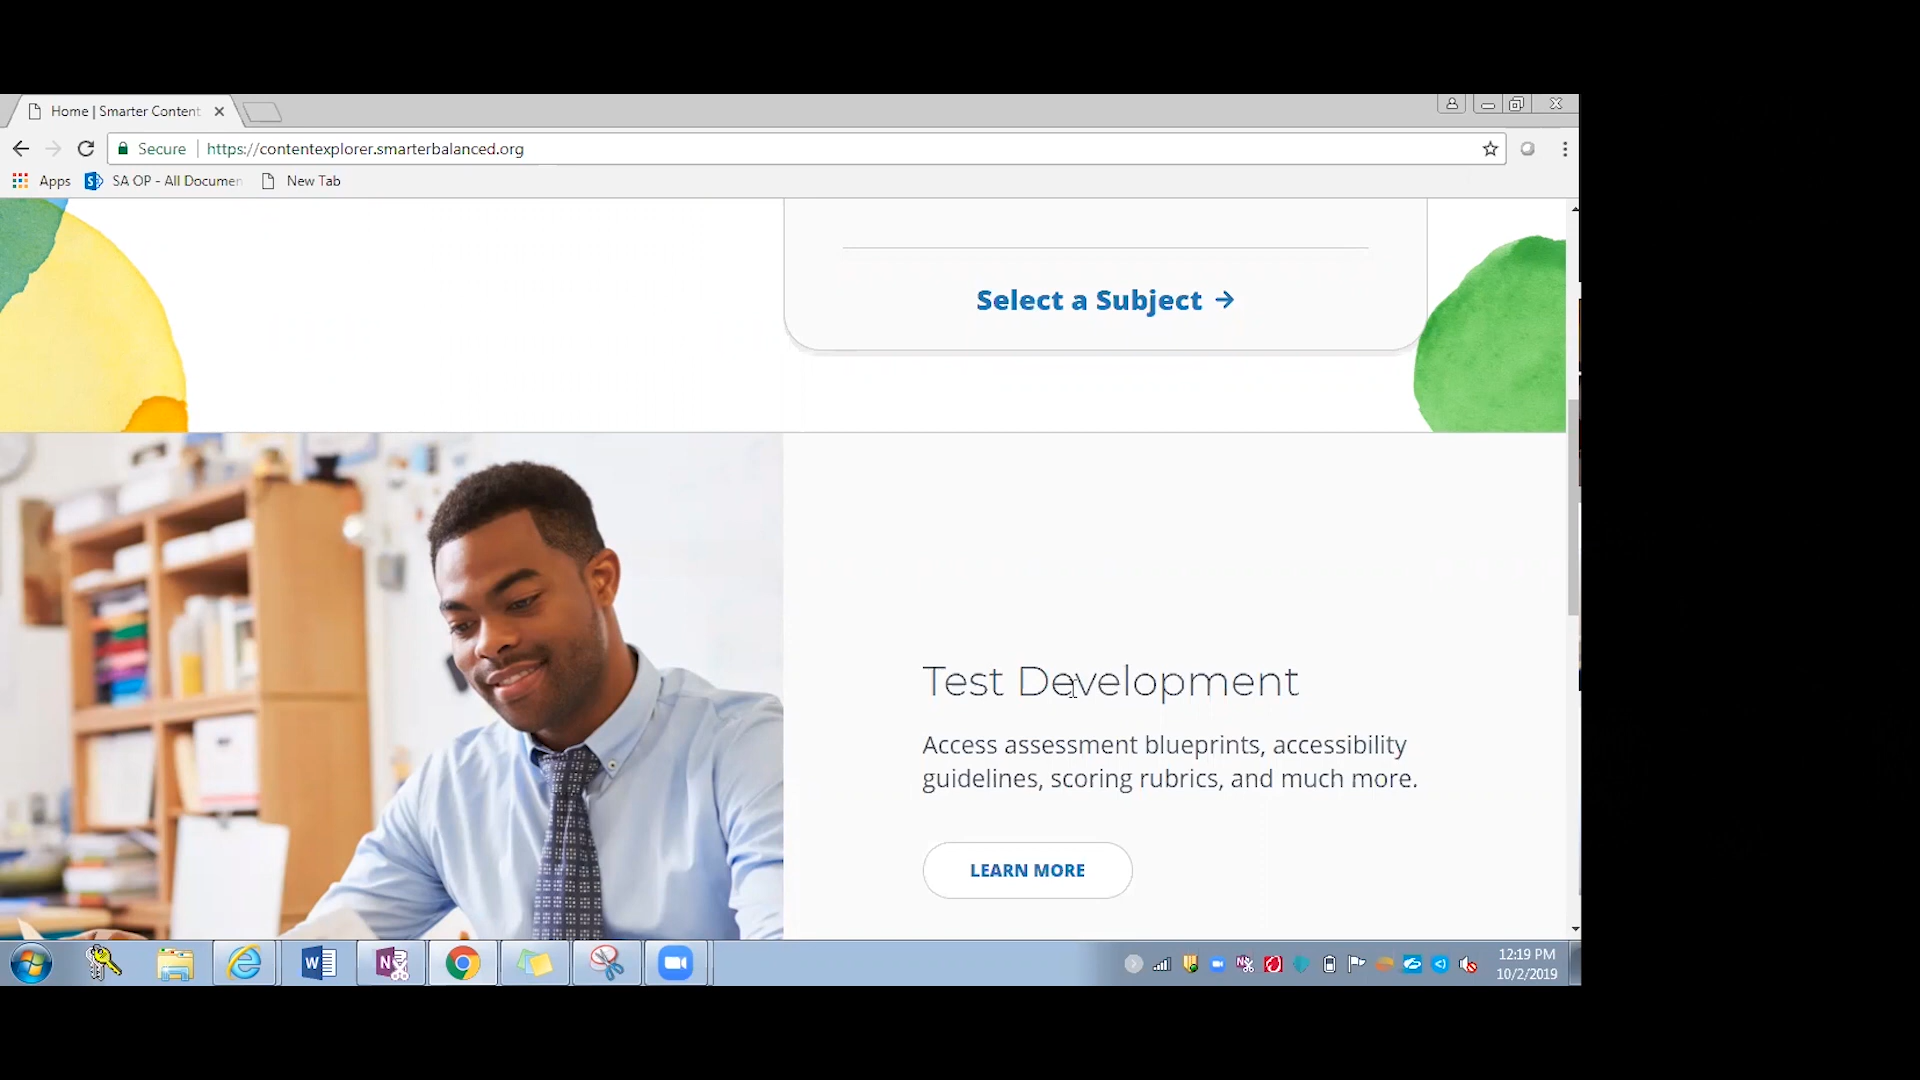 Home | Smarter Content
Secure
https://contentexplorer.smarterbalanced.org
Apps
SA OP - All Documen
New Tab
Select a Subject →
Test Development
Access assessment blueprints, accessibility
guidelines, scoring rubrics, and much more.
LEARN MORE
12:19 PM
10/2/2019